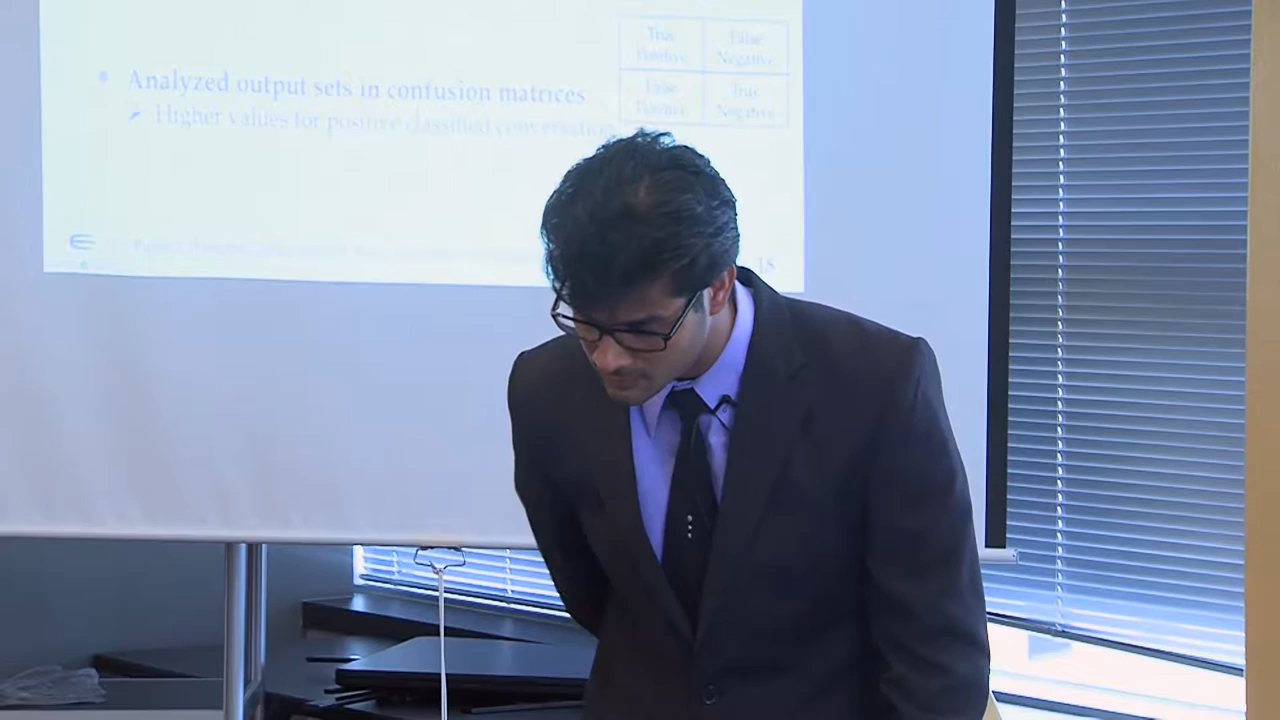 True
Positive
False
Negative
False
Positive
True
Negative
Analyzed output sets in confusion matrices
Higher values for positive classified conversation
18